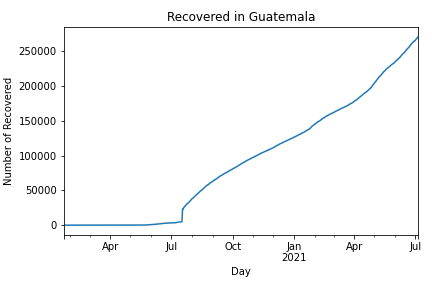 Recovered in Guatemala
Number of Recovered
250000
200000
150000
100000
50000
0
Apr
Jul
Oct
Jan
2021
Apr
Jul
Day